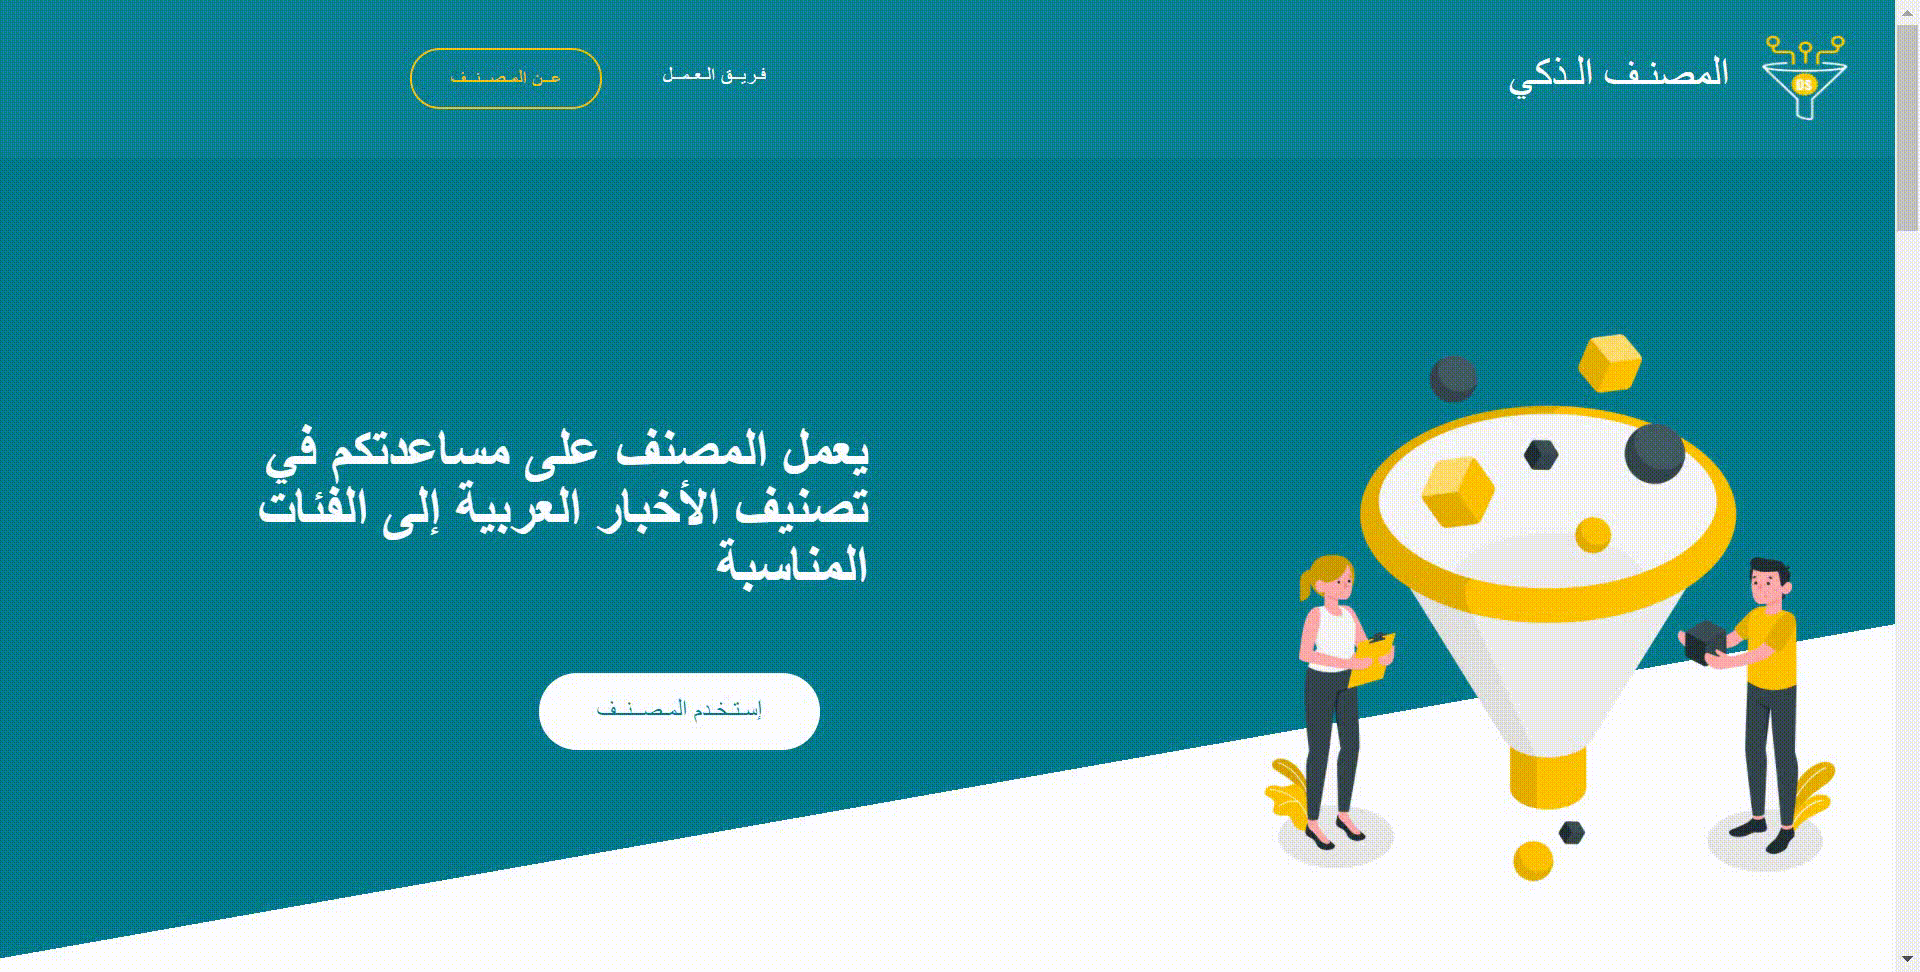 المصنف الذكي
فريق العمل
عن المصنف
يعمل المصنف على مساعدتكم في
تصنيف الأخبار العربية إلى الفئات
المناسبة
إستخدم المصنف